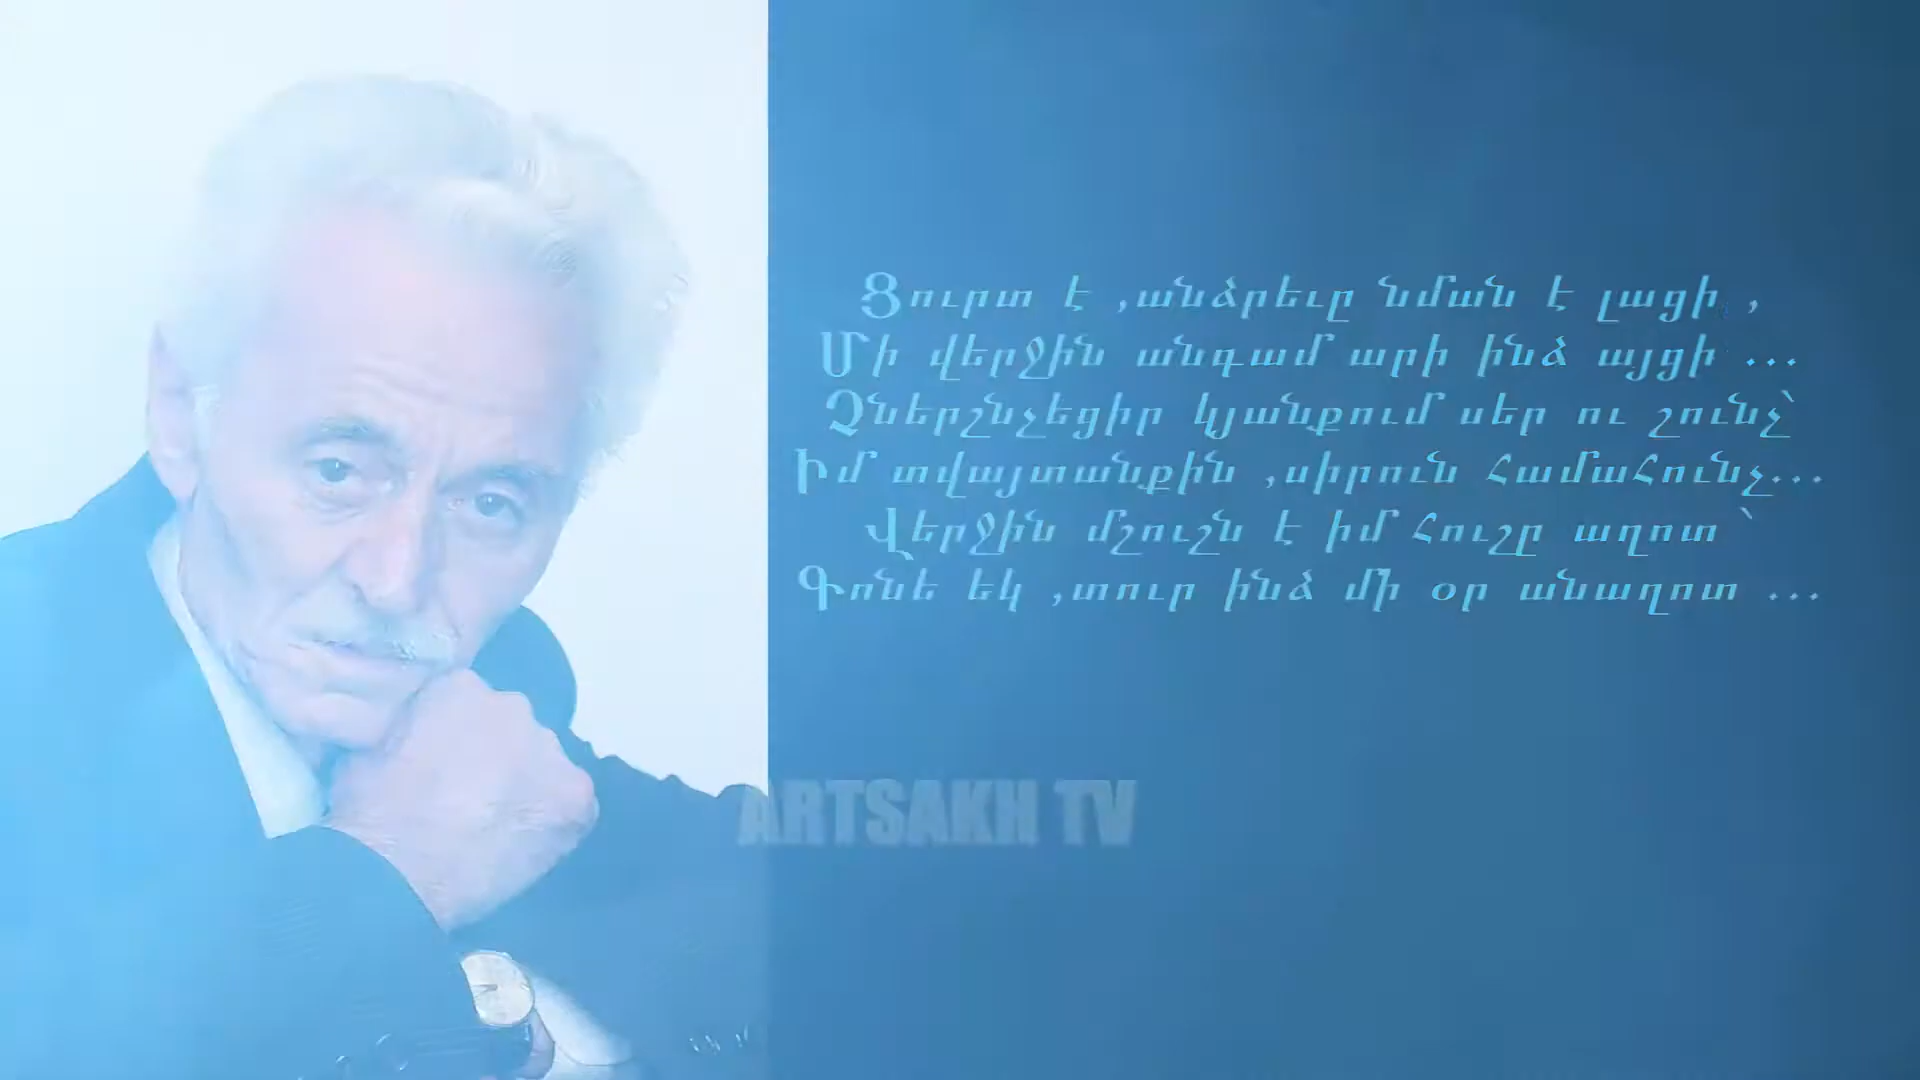 Ցուրտ է ,անձրեւը նման է լացի ,
Մի վերջին անգամ արի ինձ այցի ...
Չներշնչեցիր կյանքում սեր ու շունչ՝
Իմ տվայտանքին ,սիրուն համահունչ...
Վերջին մշուշն է իմ հուշը աղոտ ՝
Գոնե եկ ,տուր ինձ մի օր անաղոտ ...
ARTSAKH TV